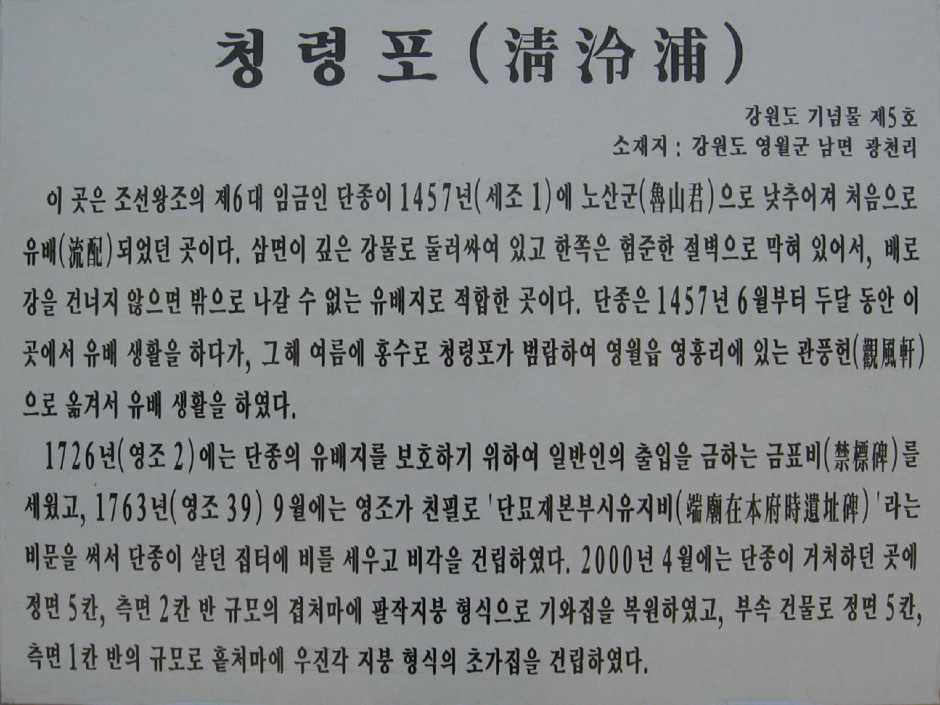 청령포(清泠浦)
강원도 기념물 제5호
소재지 : 강원도 영월군 남면 광천리
이 곳은 조선왕조의 제6대 임금인 단종이 1457년(세조 1)에 노산군(魯山君)으로 낮추어져 처음으로
유배(流配)되었던 곳이다. 삼면이 깊은 강물로 둘러싸여 있고 한쪽은 험준한 절벽으로 막혀 있어서, 배로
강을 건너지 않으면 밖으로 나갈 수 없는 유배지로 적합한 곳이다. 단종은 1457년 6월부터 두달 동안 이
곳에서 유배 생활을 하다가, 그해 여름에 홍수로 청령포가 범람하여 영월읍 영흥리에 있는 관풍헌(觀風軒)
으로 옮겨서 유배 생활을 하였다.
1726년(영조 2)에는 단종의 유배지를 보호하기 위하여 일반인의 출입을 금하는 금표비(禁標碑)를
세웠고, 1763년(영조 39) 9월에는 영조가 친필로 '단묘재본부시유지비(端廟在本府時遺址碑)'라는
비문을 써서 단종이 살던 집터에 비를 세우고 비각을 건립하였다. 2000년 4월에는 단종이 거처하던 곳에
정면 5칸, 측면 2칸 반 규모의 겹처마에 팔작지붕 형식으로 기와집을 복원하였고, 부속 건물로 정면 5칸,
측면 1칸 반의 규모로 홑처마에 우진각 지붕 형식의 초가집을 건립하였다.